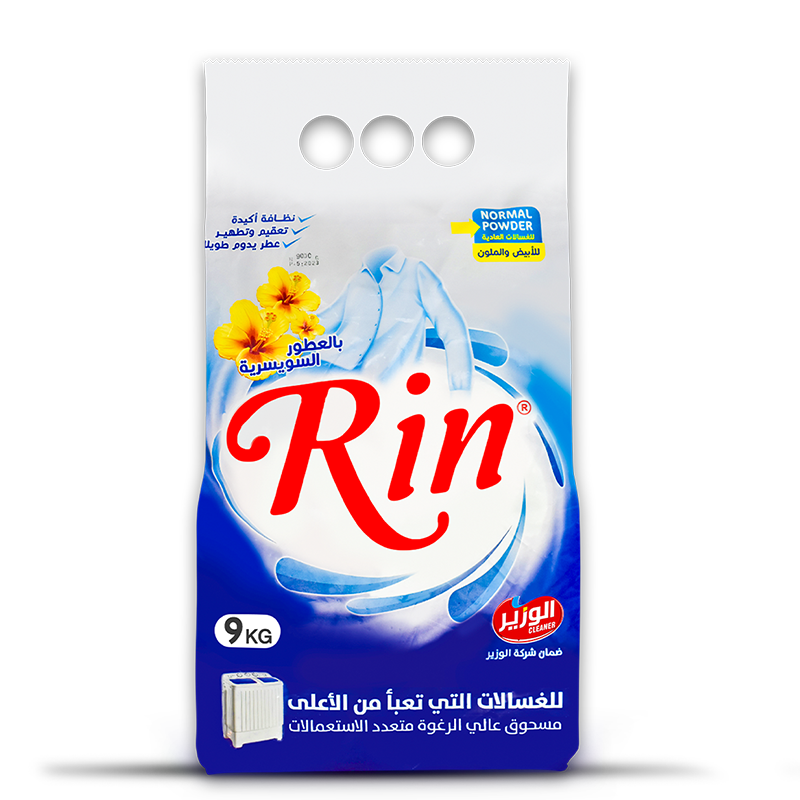 نظافة أكيدة
تعقيم وتطهير
عطر يدوم طويلا
NORMAL
POWDER
للغسالات العادية
للأبيض والملون
بالعطور
السويسرية
Rin®
9KG
الوزير
CLEANER
ضمان شركة الوزير
للغسالات التي تعبأ من الأعلى
مسحوق عالي الرغوة متعدد الاستعمالات